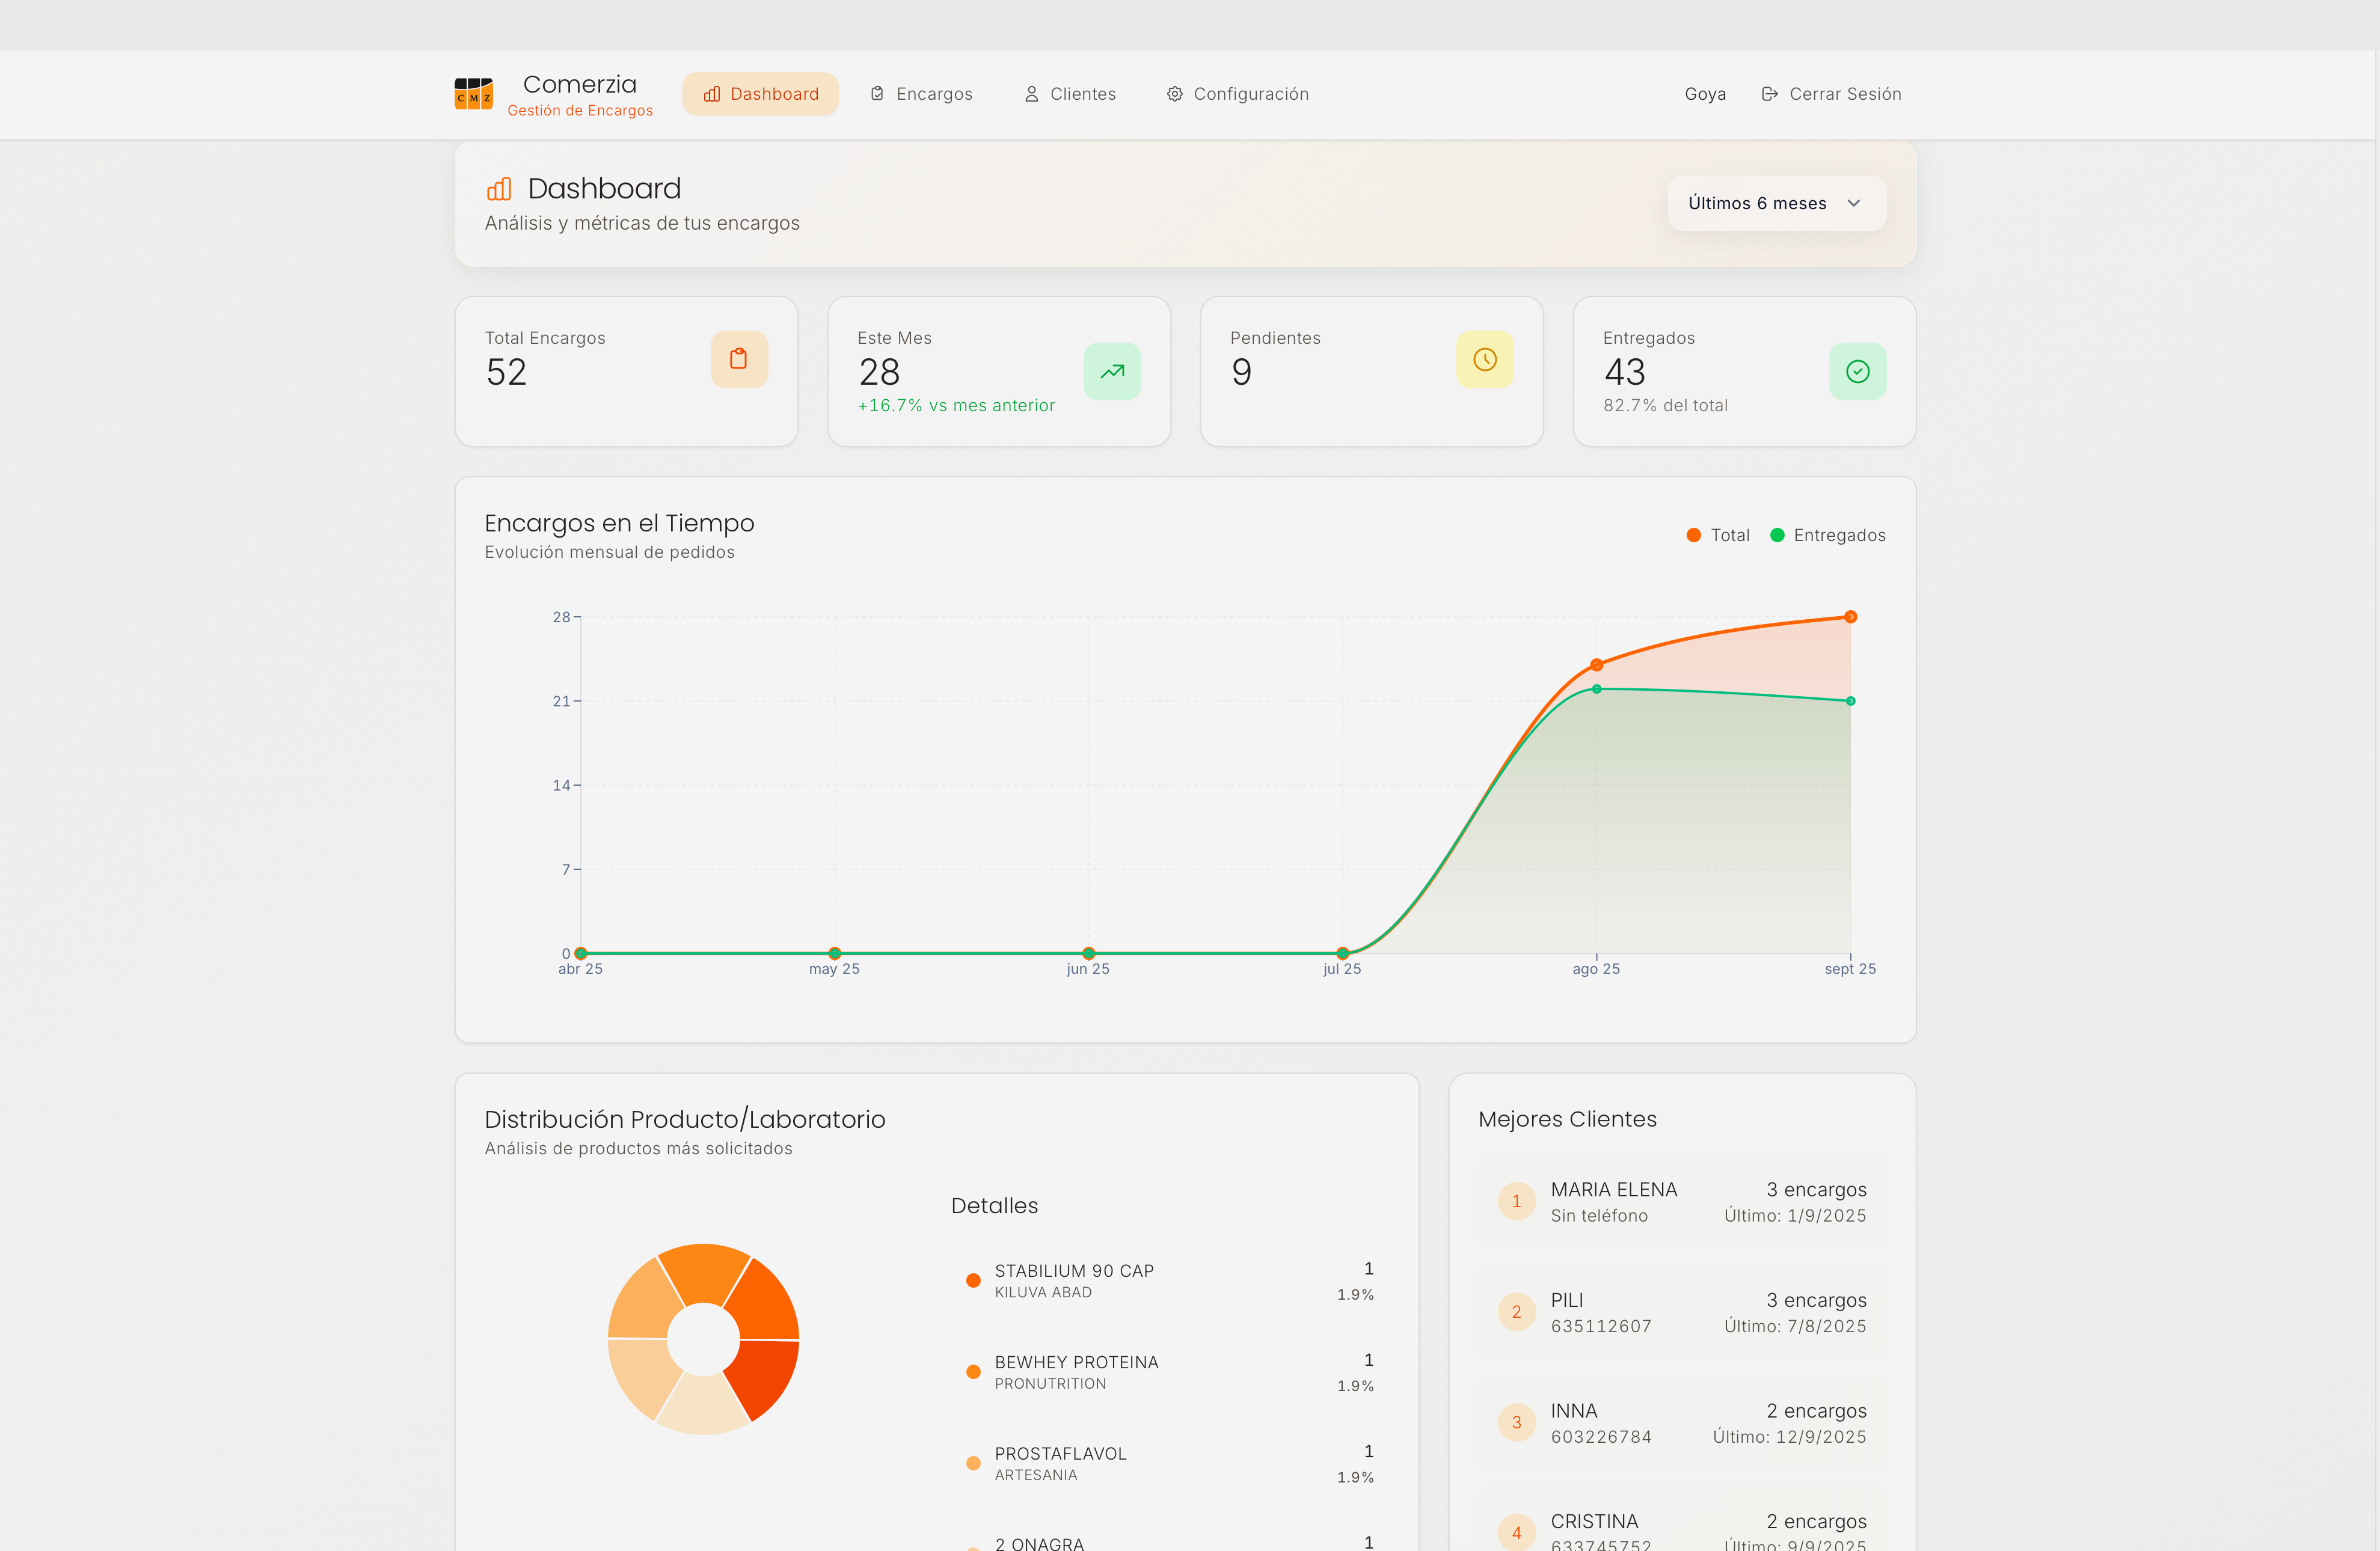 C M Z
Comerzia
Gestión de Encargos
Dashboard
Encargos
Clientes
Configuración
Goya
Cerrar Sesión
Dashboard
Análisis y métricas de tus encargos
Últimos 6 meses
Total Encargos
52
Este Mes
28
+16.7% vs mes anterior
Pendientes
9
Entregados
43
82.7% del total
Encargos en el Tiempo
Evolución mensual de pedidos
Total
Entregados
28
21
14
7
0
abr 25
may 25
jun 25
jul 25
ago 25
sept 25
Distribución Producto/Laboratorio
Análisis de productos más solicitados
Detalles
STABILIUM 90 CAP
KILUVA ABAD
1
1.9%
BEWHEY PROTEINA
PRONUTRITION
1
1.9%
PROSTAFLAVOL
ARTESANIA
1
1.9%
2 ONAGRA
1
Mejores Clientes
1
MARIA ELENA
Sin teléfono
3 encargos
Último: 1/9/2025
2
PILI
635112607
3 encargos
Último: 7/8/2025
3
INNA
603226784
2 encargos
Último: 12/9/2025
4
CRISTINA
633745752
2 encargos
Último: 9/9/2025